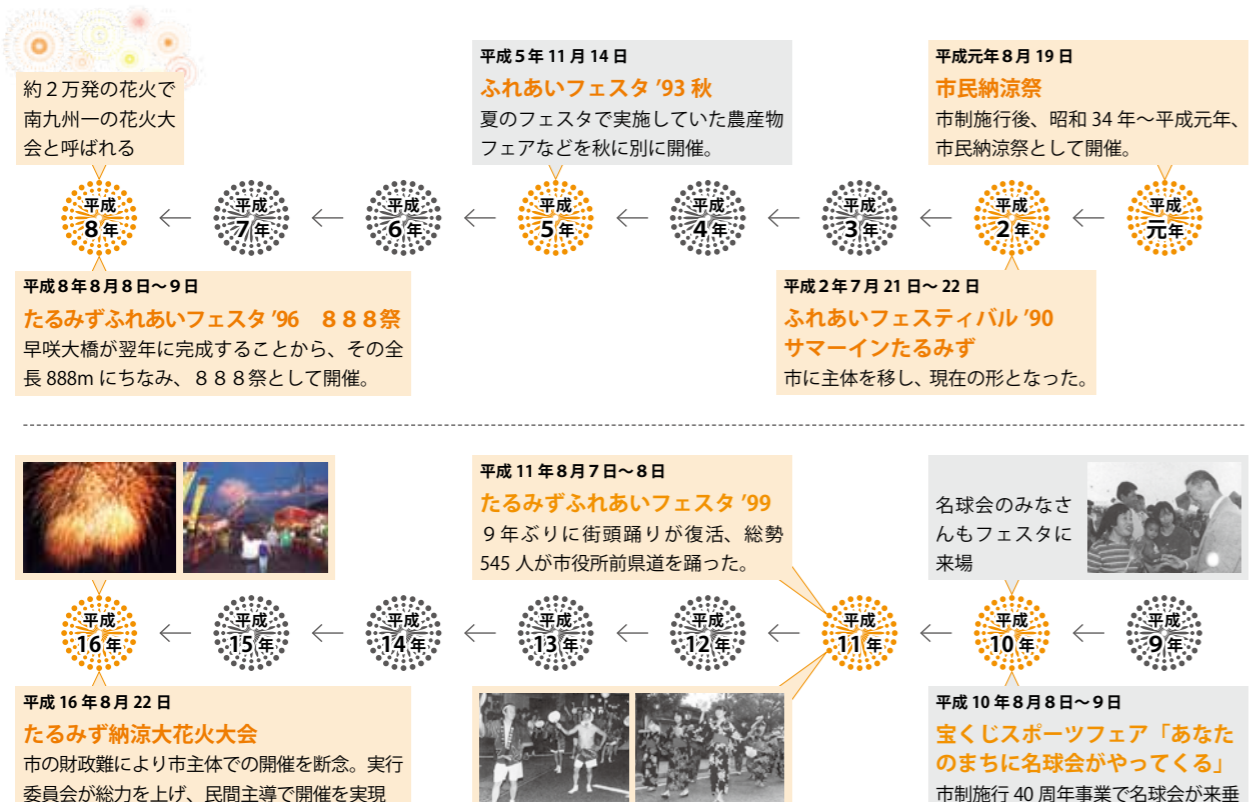 平成元年8月19日
市民納涼祭
市制施行後、昭和34年〜平成元年、
市民納涼祭として開催。
平成5年11月14日
ふれあいフェスタ ’93 秋
夏のフェスタで実施していた農産物
フェアなどを秋に別に開催。
約２万発の花火で
南九州一の花火大
会と呼ばれる
平成
元年
←
平成
2年
←
平成
3年
←
平成
4年
←
平成
5年
←
平成
6年
←
平成
7年
←
平成
8年
平成２年７月21日〜22日
ふれあいフェスティバル ’90
サマーインたるみず
市に主体を移し、現在の形となった。
平成８年８月８日〜９日
たるみずふれあいフェスタ ’96　８８８祭
早咲大橋が翌年に完成することから、その全
長 888m にちなみ、８８８祭として開催。
名球会のみなさ
んもフェスタに
来場
平成 11 年８月７日〜８日
たるみずふれあいフェスタ ’99
９年ぶりに街頭踊りが復活、総勢
545 人が市役所前県道を踊った。
平成
9年
←
平成
10年
←
平成
11年
←
平成
12年
←
平成
13年
←
平成
14年
←
平成
15年
←
平成
16年
平成 10 年８月８日〜９日
宝くじスポーツフェア「あなた
のまちに名球会がやってくる」
市制施行 40 周年事業で名球会が来垂
平成 16 年８月 22 日
たるみず納涼大花火大会
市の財政難により市主体での開催を断念。実行
委員会が総力を上げ、民間主導で開催を実現